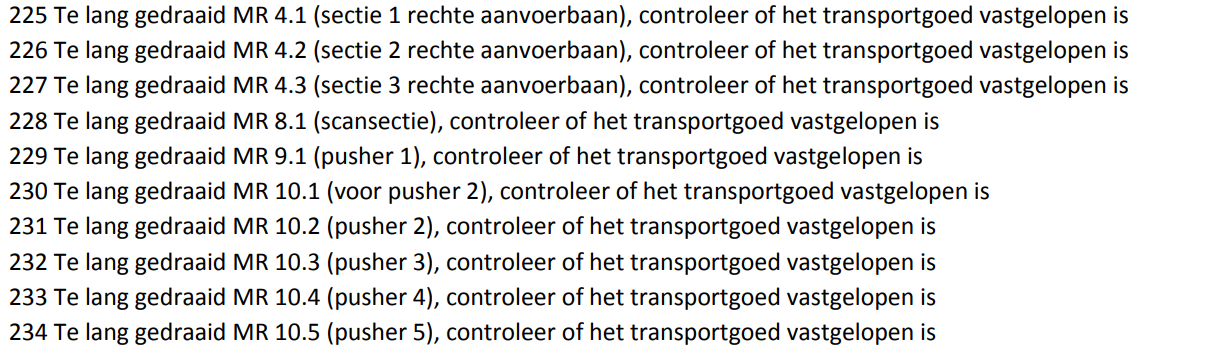 225 Te lang gedraaid MR 4.1 (sectie 1 rechte aanvoerbaan), controleer of het transportgoed vastgelopen is
226 Te lang gedraaid MR 4.2 (sectie 2 rechte aanvoerbaan), controleer of het transportgoed vastgelopen is
227 Te lang gedraaid MR 4.3 (sectie 3 rechte aanvoerbaan), controleer of het transportgoed vastgelopen is
228 Te lang gedraaid MR 8.1 (scansectie), controleer of het transportgoed vastgelopen is
229 Te lang gedraaid MR 9.1 (pusher 1), controleer of het transportgoed vastgelopen is
230 Te lang gedraaid MR 10.1 (voor pusher 2), controleer of het transportgoed vastgelopen is
231 Te lang gedraaid MR 10.2 (pusher 2), controleer of het transportgoed vastgelopen is
232 Te lang gedraaid MR 10.3 (pusher 3), controleer of het transportgoed vastgelopen is
233 Te lang gedraaid MR 10.4 (pusher 4), controleer of het transportgoed vastgelopen is
234 Te lang gedraaid MR 10.5 (pusher 5), controleer of het transportgoed vastgelopen is